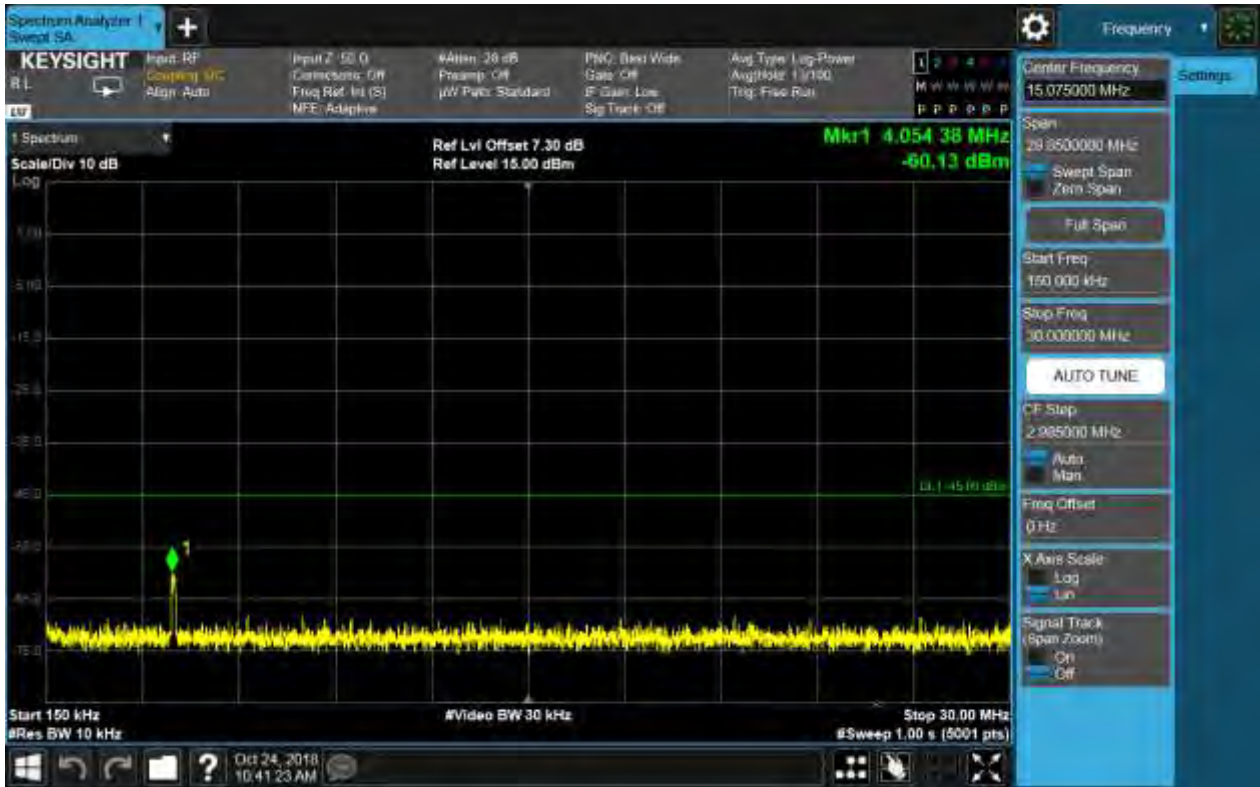 Spectrum Analyzer 1
Swept SA
+
Frequency
KEYSIGHT
Input: RF
Coupling: DC
Align: Auto
Input Z: 50 Ω
Corrections: Off
Freq Ref: Int (S)
NFE: Adaptive
#Atten: 28 dB
Preamp: Off
µW Path: Standard
PNO: Best Wide
Gate: Off
IF Gain: Low
Sig Track: Off
Avg Type: Log-Power
Trig: Free Run
P P P P P P
Center Frequency
15.075000 MHz
Settings
Span
29.8500000 MHz
Swept Span
Zero Span
Full Span
Start Freq
150.000 kHz
Stop Freq
30.000000 MHz
AUTO TUNE
CF Step
2.985000 MHz
Auto
Man
Freq Offset
0 Hz
X Axis Scale
Log
Lin
Signal Track
(Span Zoom)
On
Off
1 Spectrum
Scale/Div 10 dB
Log
Ref Lvl Offset 7.30 dB
Ref Level 15.00 dBm
Mkr1 4.054 38 MHz
-60.13 dBm
DL1 -45.00 dBm
1
Start 150 kHz
#Res BW 10 kHz
#Video BW 30 kHz
Stop 30.00 MHz
#Sweep 1.00 s (5001 pts)
?
Oct 24, 2018
10:41:23 AM